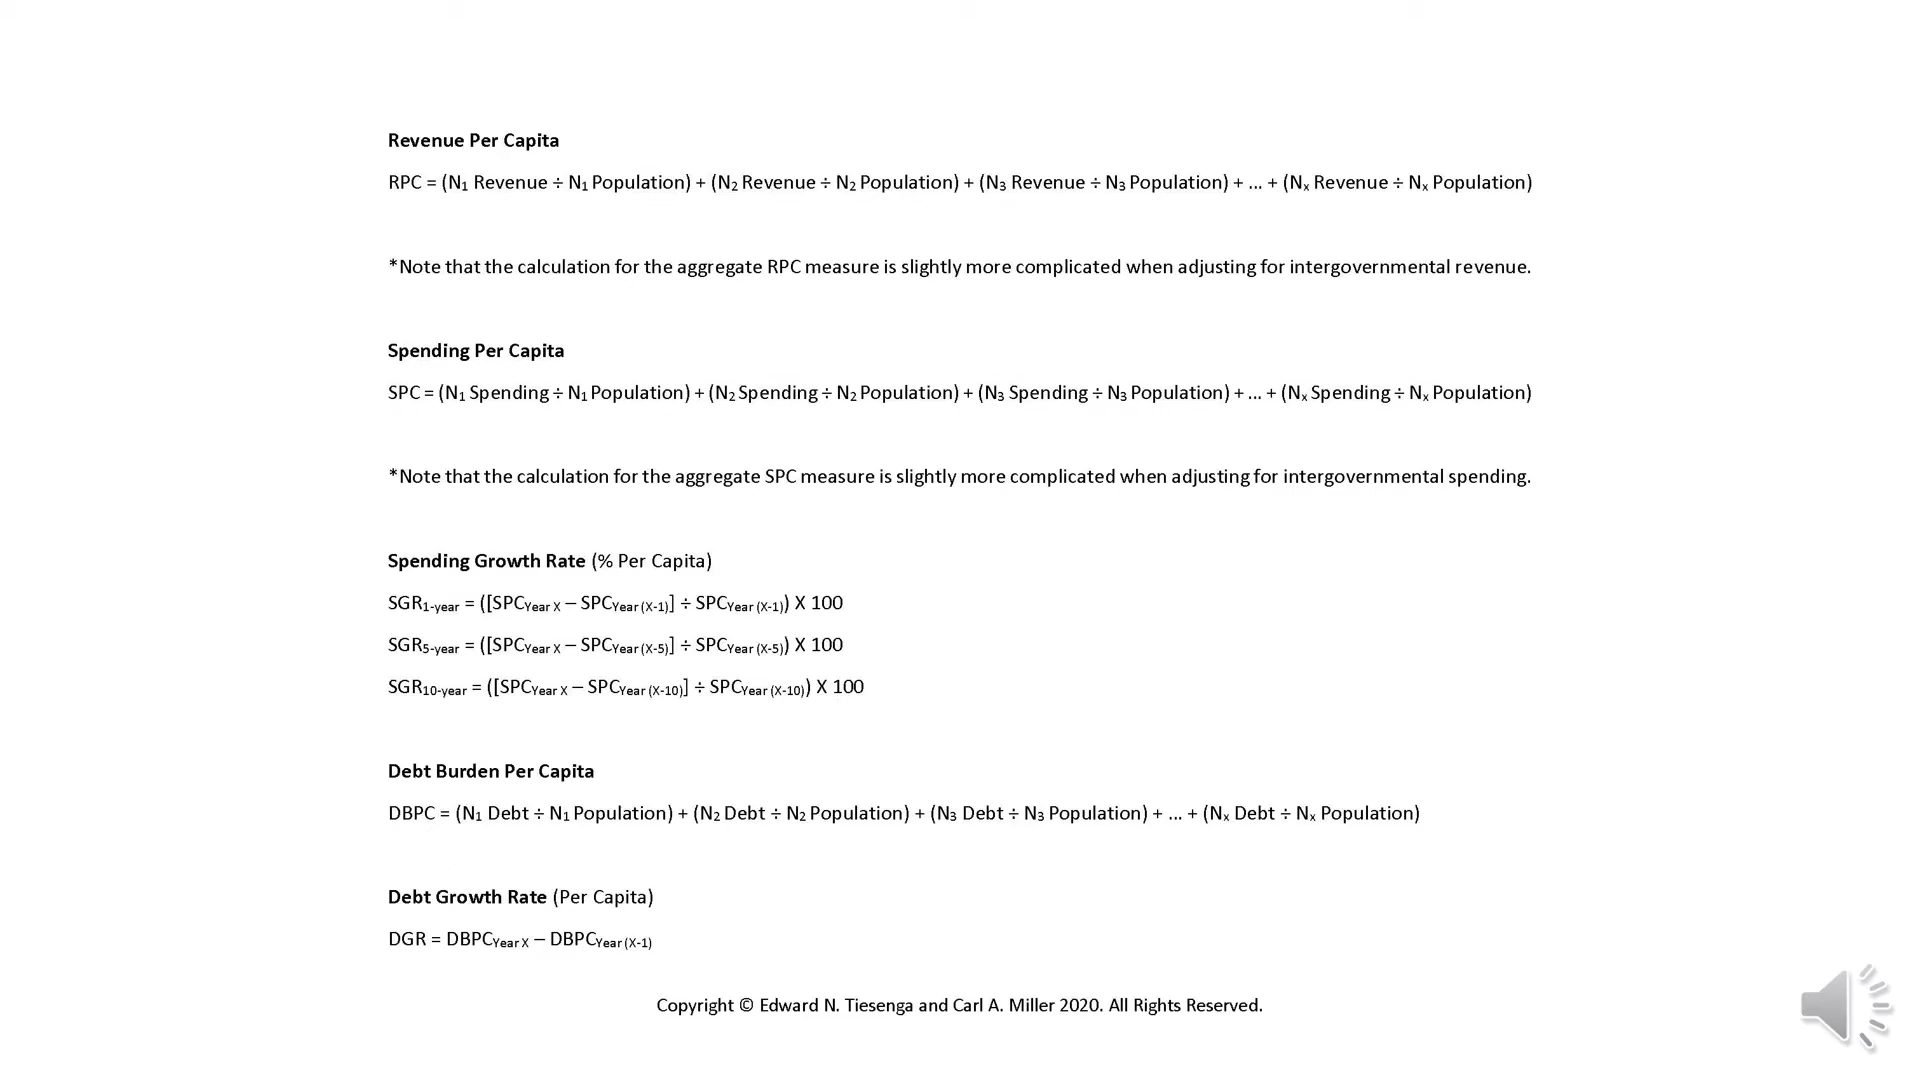 Revenue Per Capita
RPC = (N₁ Revenue ÷ N₁ Population) + (N₂ Revenue ÷ N₂ Population) + (N₃ Revenue ÷ N₃ Population) + ... + (Nₓ Revenue ÷ Nₓ Population)
*Note that the calculation for the aggregate RPC measure is slightly more complicated when adjusting for intergovernmental revenue.
Spending Per Capita
SPC = (N₁ Spending ÷ N₁ Population) + (N₂ Spending ÷ N₂ Population) + (N₃ Spending ÷ N₃ Population) + ... + (Nₓ Spending ÷ Nₓ Population)
*Note that the calculation for the aggregate SPC measure is slightly more complicated when adjusting for intergovernmental spending.
Spending Growth Rate (% Per Capita)
SGR1-year = ([SPCYear X – SPCYear (X-1)] ÷ SPCYear (X-1)) X 100
SGR5-year = ([SPCYear X – SPCYear (X-5)] ÷ SPCYear (X-5)) X 100
SGR10-year = ([SPCYear X – SPCYear (X-10)] ÷ SPCYear (X-10)) X 100
Debt Burden Per Capita
DBPC = (N₁ Debt ÷ N₁ Population) + (N₂ Debt ÷ N₂ Population) + (N₃ Debt ÷ N₃ Population) + ... + (Nₓ Debt ÷ Nₓ Population)
Debt Growth Rate (Per Capita)
DGR = DBPCYear X – DBPCYear (X-1)
Copyright © Edward N. Tiesenga and Carl A. Miller 2020. All Rights Reserved.